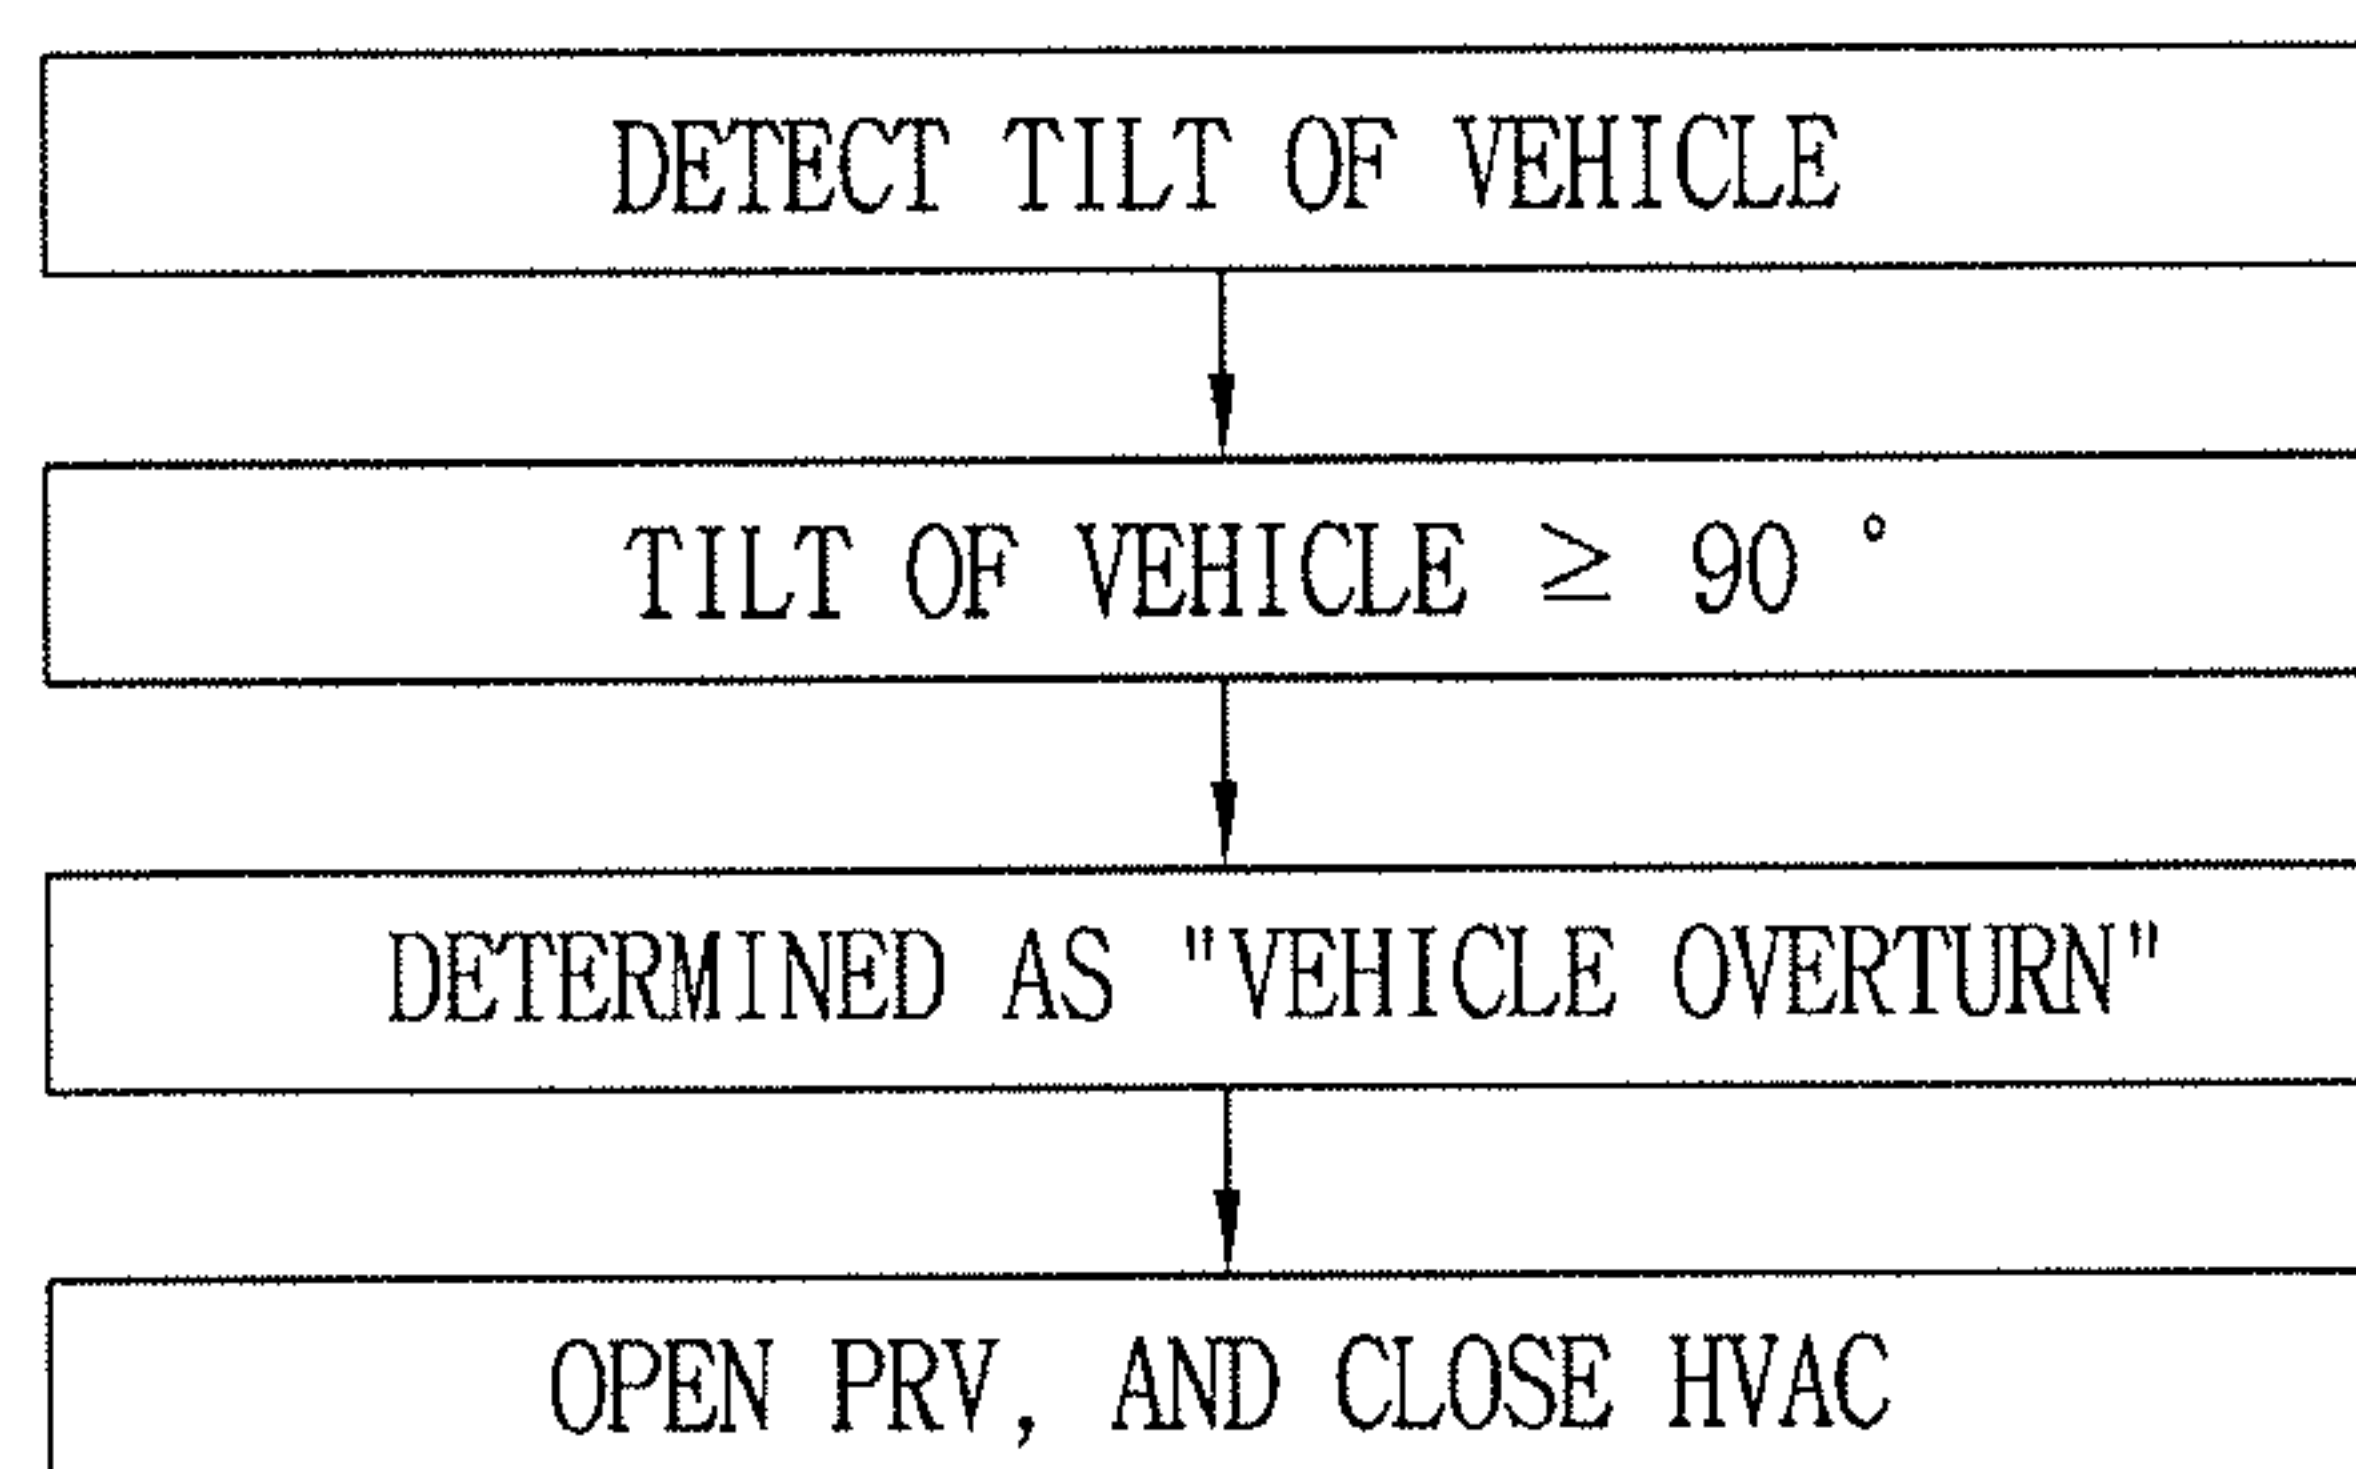 DETECT TILT OF VEHICLE
TILT OF VEHICLE ≥ 90 °
DETERMINED AS "VEHICLE OVERTURN"
OPEN PRV, AND CLOSE HVAC